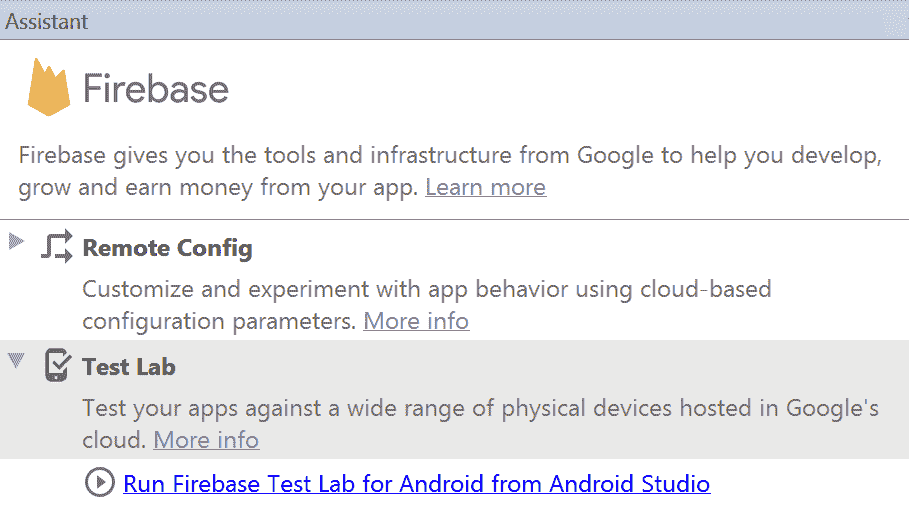 Assistant
Firebase
Firebase gives you the tools and infrastructure from Google to help you develop,
grow and earn money from your app. Learn more
Remote Config
Customize and experiment with app behavior using cloud-based
configuration parameters. More info
Test Lab
Test your apps against a wide range of physical devices hosted in Google's
cloud. More info
Run Firebase Test Lab for Android from Android Studio